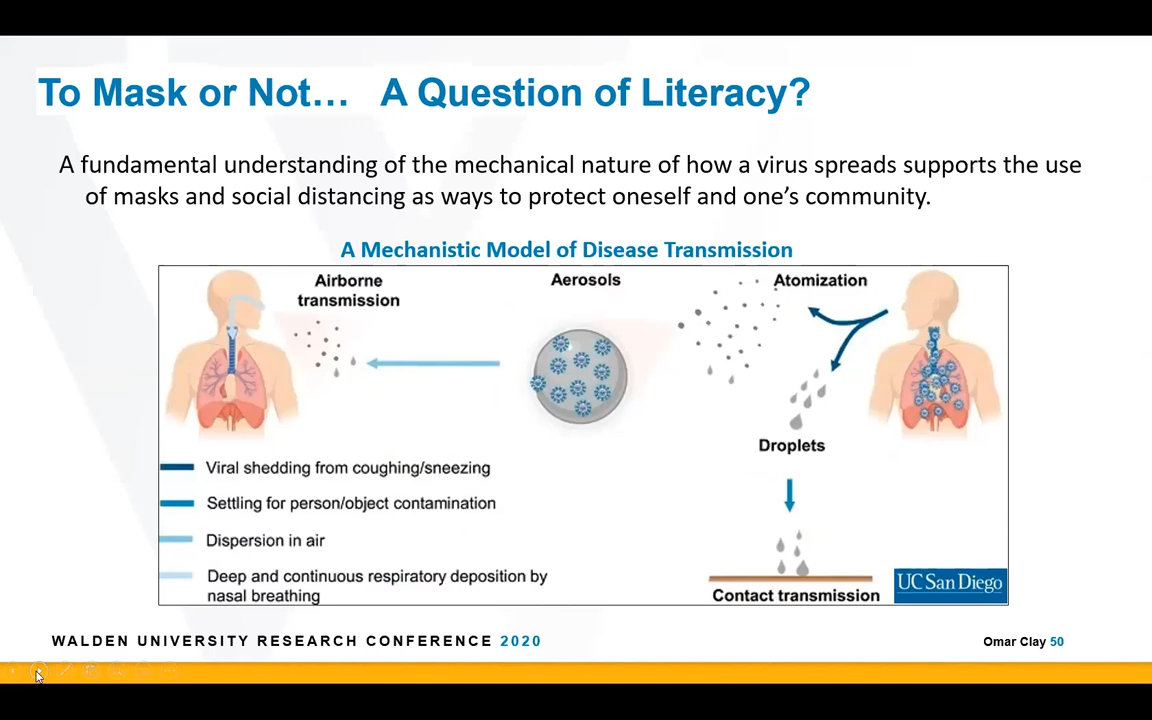 To Mask or Not… A Question of Literacy?
A fundamental understanding of the mechanical nature of how a virus spreads supports the use
of masks and social distancing as ways to protect oneself and one’s community.
A Mechanistic Model of Disease Transmission
Airborne
transmission
Aerosols
Atomization
Droplets
Viral shedding from coughing/sneezing
Settling for person/object contamination
Dispersion in air
Deep and continuous respiratory deposition by
nasal breathing
Contact transmission
UC San Diego
WALDEN UNIVERSITY RESEARCH CONFERENCE 2020
Omar Clay 50